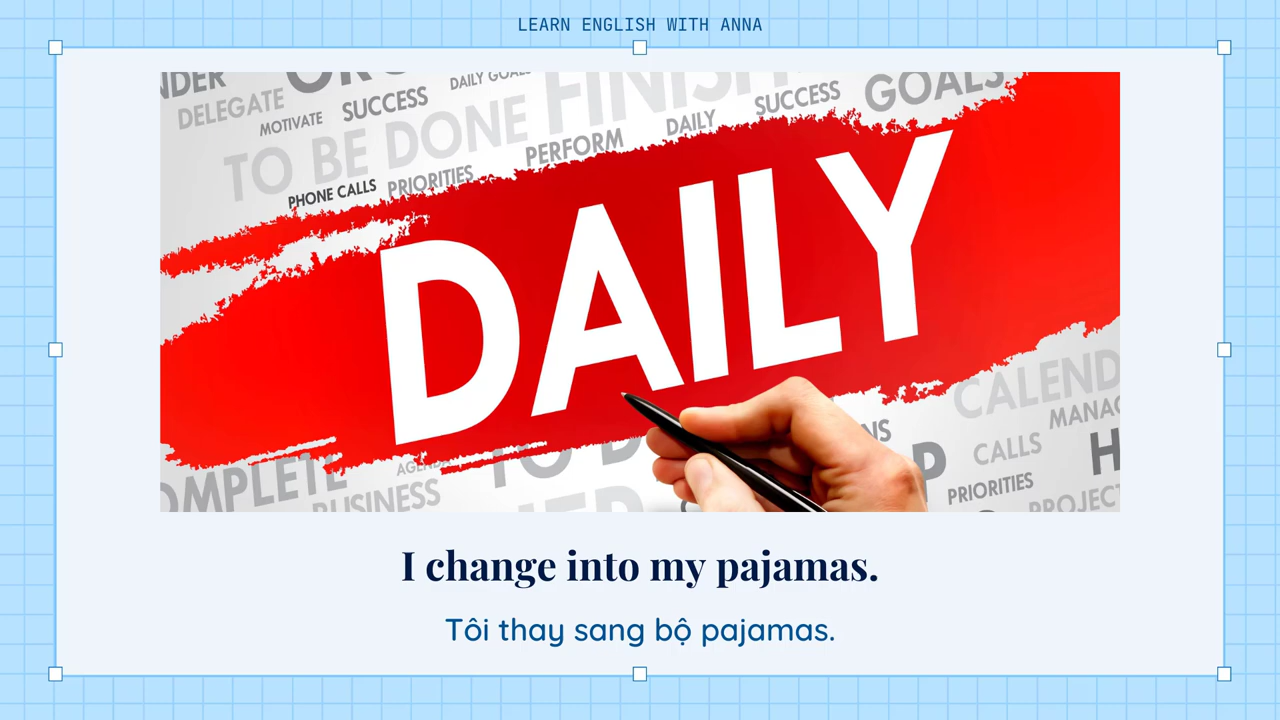 LEARN ENGLISH WITH ANNA
DELEGATE
MOTIVATE
SUCCESS
DAILY GOALS
TO BE DONE
FINISH
PHONE CALLS
PRIORITIES
PERFORM
DAILY
SUCCESS
GOALS
DAILY
BUSINESS
CALLS
PRIORITIES
I change into my pajamas.
Tôi thay sang bộ pajamas.